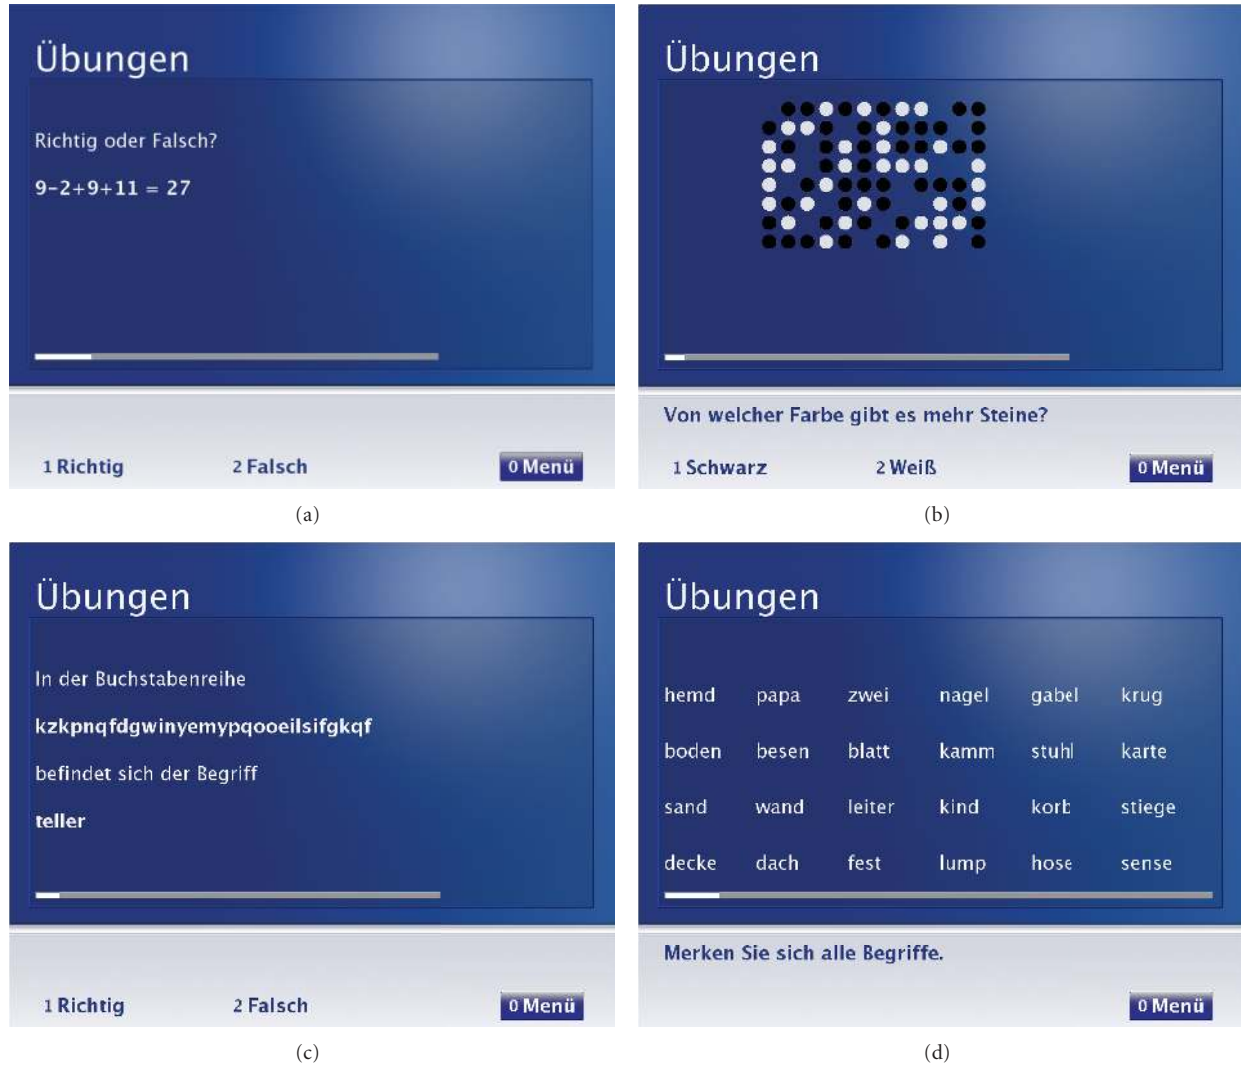 Übungen
Richtig oder Falsch?
9-2+9+11 = 27
1 Richtig 2 Falsch 0 Menü
(a)
Übungen
Von welcher Farbe gibt es mehr Steine?
1 Schwarz 2 Weiß 0 Menü
(b)
Übungen
In der Buchstabenreihe
kzkpnqfdgwinyemypqooeilsifgkqf
befindet sich der Begriff
teller
1 Richtig 2 Falsch 0 Menü
(c)
Übungen
hemd papa zwei nagel gabel krug
boden besen blatt kamm stuhl karte
sand wand leiter kind korb stiege
decke dach fest lump hose sense
Merken Sie sich alle Begriffe.
0 Menü
(d)